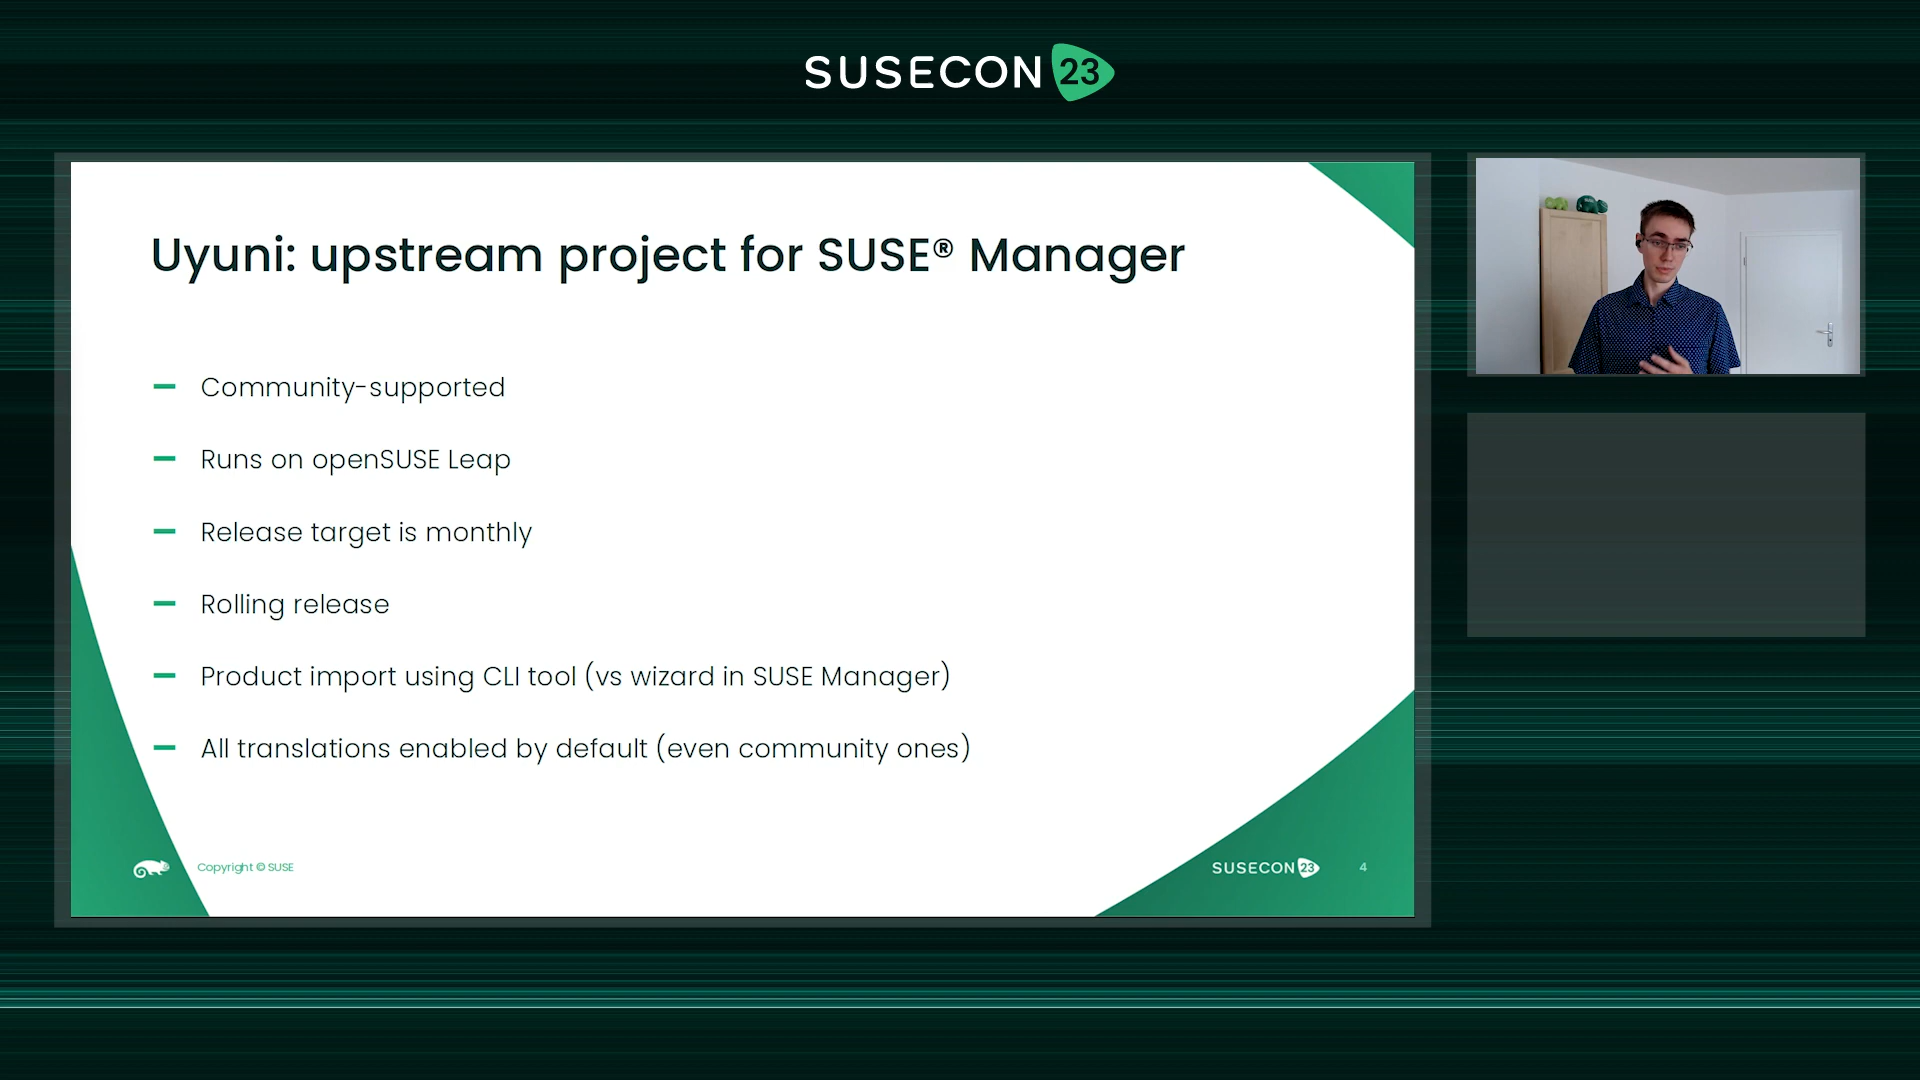 SUSECON 23
Uyuni: upstream project for SUSE® Manager
Community-supported
Runs on openSUSE Leap
Release target is monthly
Rolling release
Product import using CLI tool (vs wizard in SUSE Manager)
All translations enabled by default (even community ones)
Copyright © SUSE
SUSECON 23
4